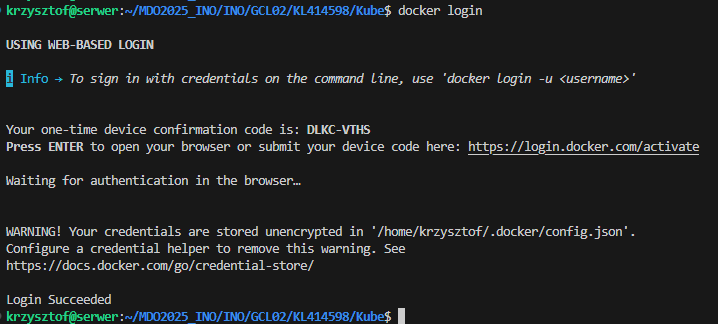 krzysztof@serwer:~/MDO2025_INO/INO/GCL02/KL414598/Kube$ docker login
USING WEB-BASED LOGIN
i Info → To sign in with credentials on the command line, use 'docker login -u <username>'
Your one-time device confirmation code is: DLKC-VTHS
Press ENTER to open your browser or submit your device code here: https://login.docker.com/activate
Waiting for authentication in the browser…
WARNING! Your credentials are stored unencrypted in '/home/krzysztof/.docker/config.json'.
Configure a credential helper to remove this warning. See
https://docs.docker.com/go/credential-store/
Login Succeeded
krzysztof@serwer:~/MDO2025_INO/INO/GCL02/KL414598/Kube$